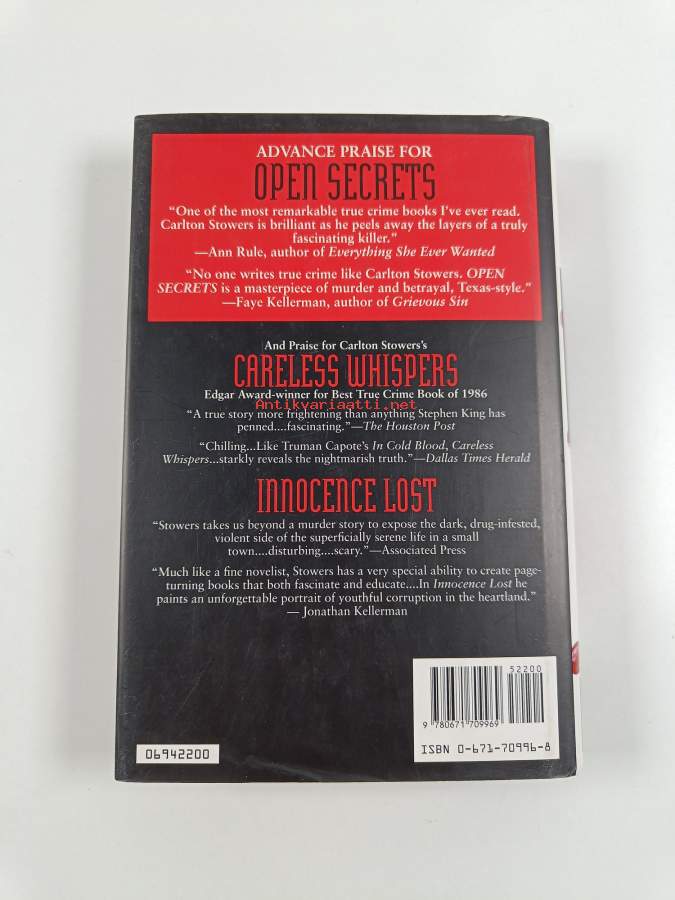 ADVANCE PRAISE FOR
OPEN SECRETS
“One of the most remarkable true crime books I've ever read.
Carlton Stowers is brilliant as he peels away the layers of a truly
fascinating killer.”
—Ann Rule, author of Everything She Ever Wanted
“No one writes true crime like Carlton Stowers. OPEN
SECRETS is a masterpiece of murder and betrayal, Texas-style.”
—Faye Kellerman, author of Grievous Sin
And Praise for Carlton Stowers's
CARELESS WHISPERS
Edgar Award-winner for Best True Crime Book of 1986
Antikvariaatti.net
“A true story more frightening than anything Stephen King has
penned....fascinating.”—The Houston Post
“Chilling...Like Truman Capote's In Cold Blood, Careless
Whispers...starkly reveals the nightmarish truth.”—Dallas Times Herald
INNOCENCE LOST
“Stowers takes us beyond a murder story to expose the dark, drug-infested,
violent side of the superficially serene life in a small
town....disturbing....scary.”—Associated Press
“Much like a fine novelist, Stowers has a very special ability to create page-
turning books that both fascinate and educate....In Innocence Lost he
paints an unforgettable portrait of youthful corruption in the heartland.”
— Jonathan Kellerman
52200
9 780671 709969
ISBN 0-671-70996-8
06942200